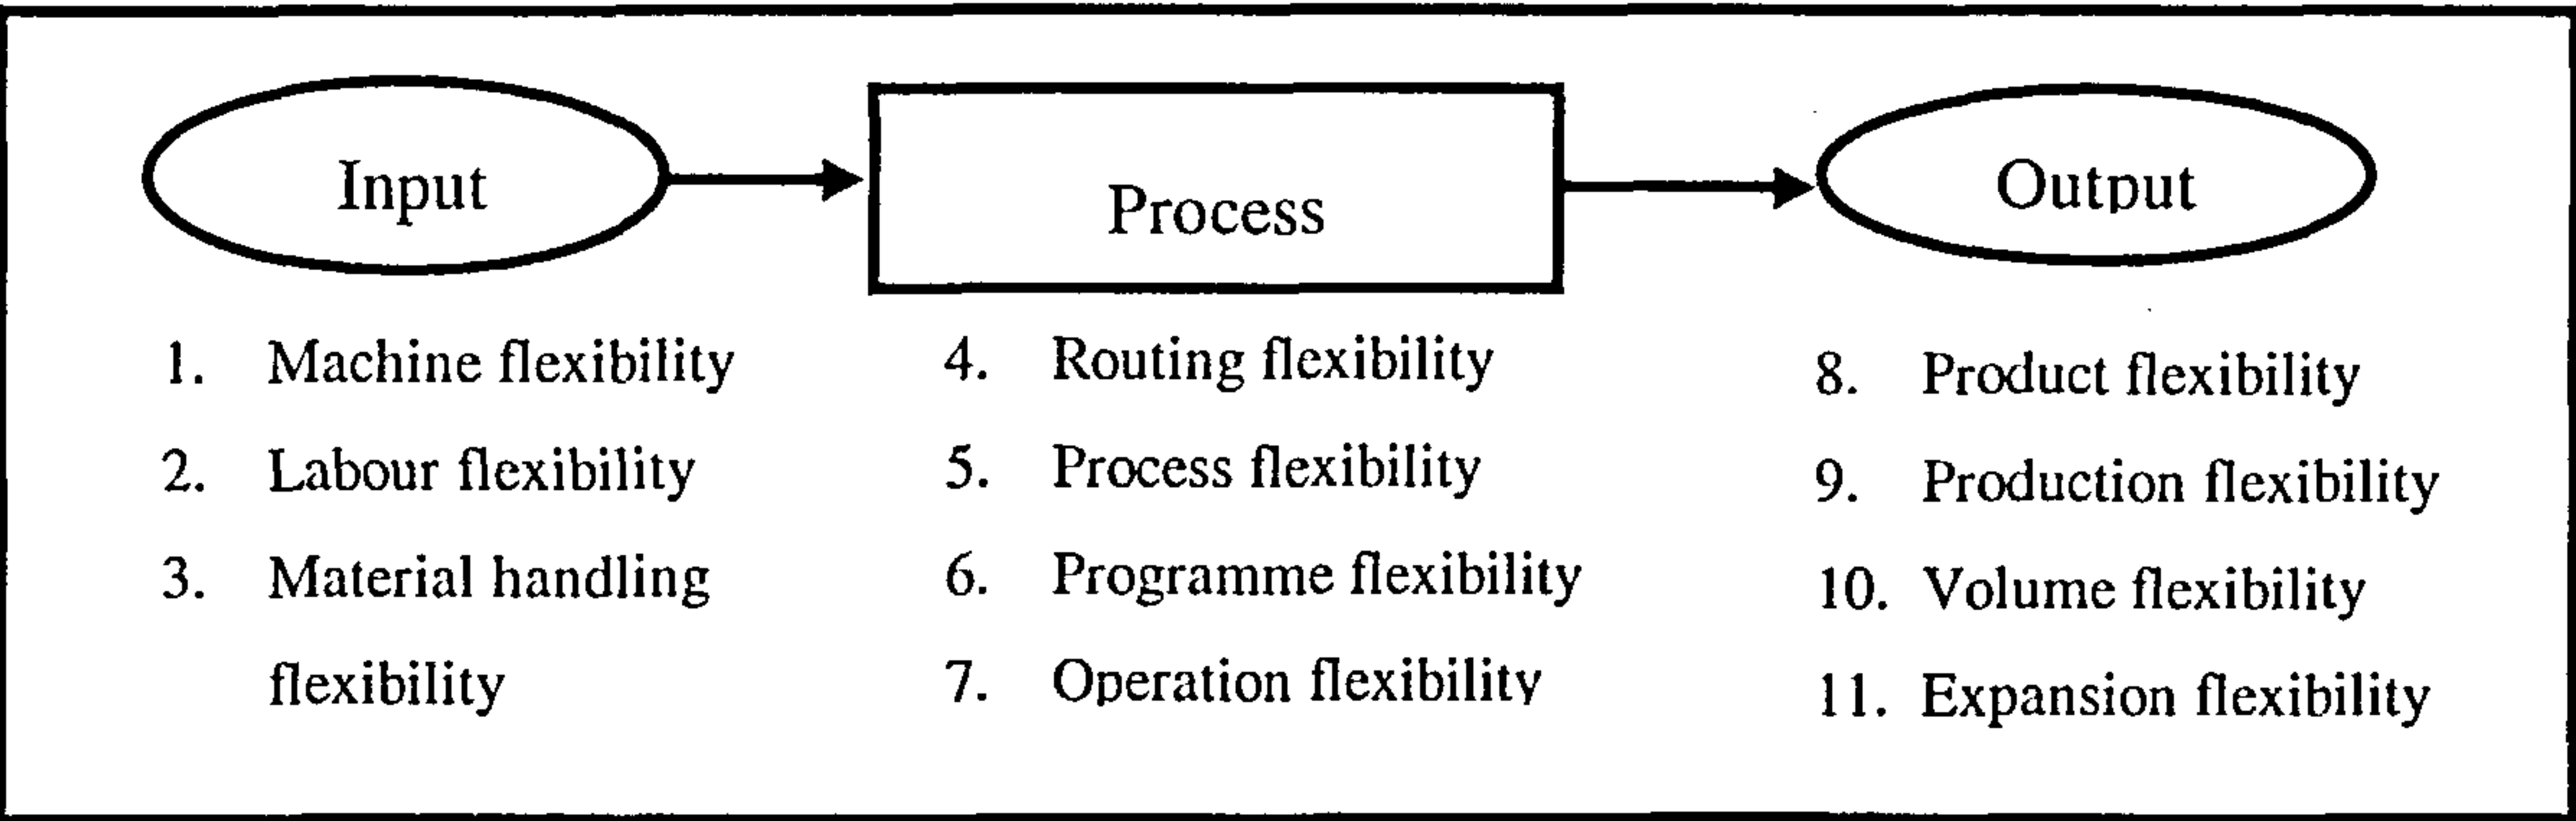 Input
Process
Output
1. Machine flexibility
2. Labour flexibility
3. Material handling
flexibility
4. Routing flexibility
5. Process flexibility
6. Programme flexibility
7. Operation flexibility
8. Product flexibility
9. Production flexibility
10. Volume flexibility
11. Expansion flexibility